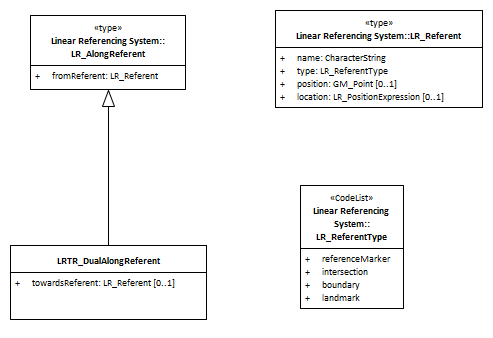 «type»
Linear Referencing System::
LR_AlongReferent
+ fromReferent: LR_Referent
«type»
Linear Referencing System::LR_Referent
+ name: CharacterString
+ type: LR_ReferentType
+ position: GM_Point [0..1]
+ location: LR_PositionExpression [0..1]
«CodeList»
Linear Referencing
System::
LR_ReferentType
+ referenceMarker
+ intersection
+ boundary
+ landmark
LRTR_DualAlongReferent
+ towardsReferent: LR_Referent [0..1]